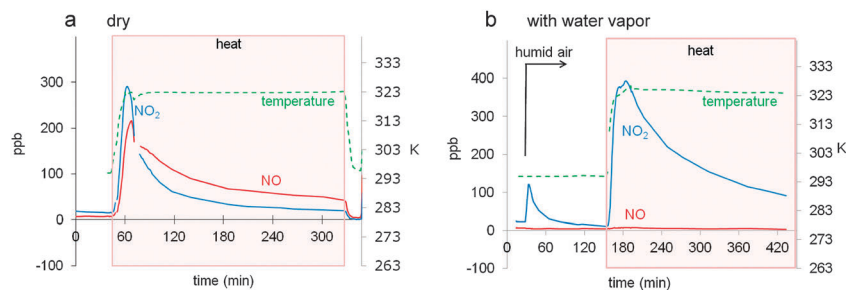 a dry
heat
300
200
100
0
-100
ppb
0 60 120 180 240 300
time (min)
333
323
313
303
293
283
273
263
K
temperature
NO2
NO
b with water vapor
humid air
heat
400
300
200
100
0
-100
ppb
0 60 120 180 240 300 360 420
time (min)
333
323
313
303
293
283
273
263
K
temperature
NO2
NO